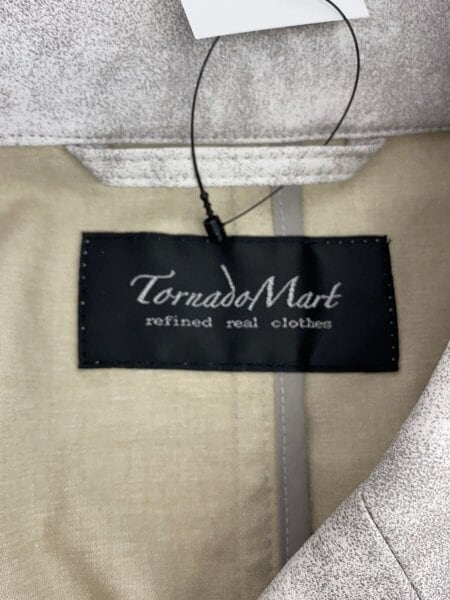 TornadoMart
refined real clothes